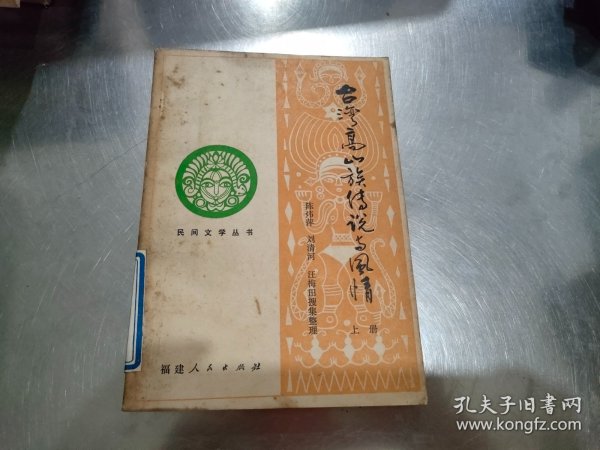 台湾高山族传说与风情
上册
陈炜萍 刘清河 汪梅田搜集整理
民间文学丛书
福建人民出版社
孔夫子旧书网
www.kongfz.com